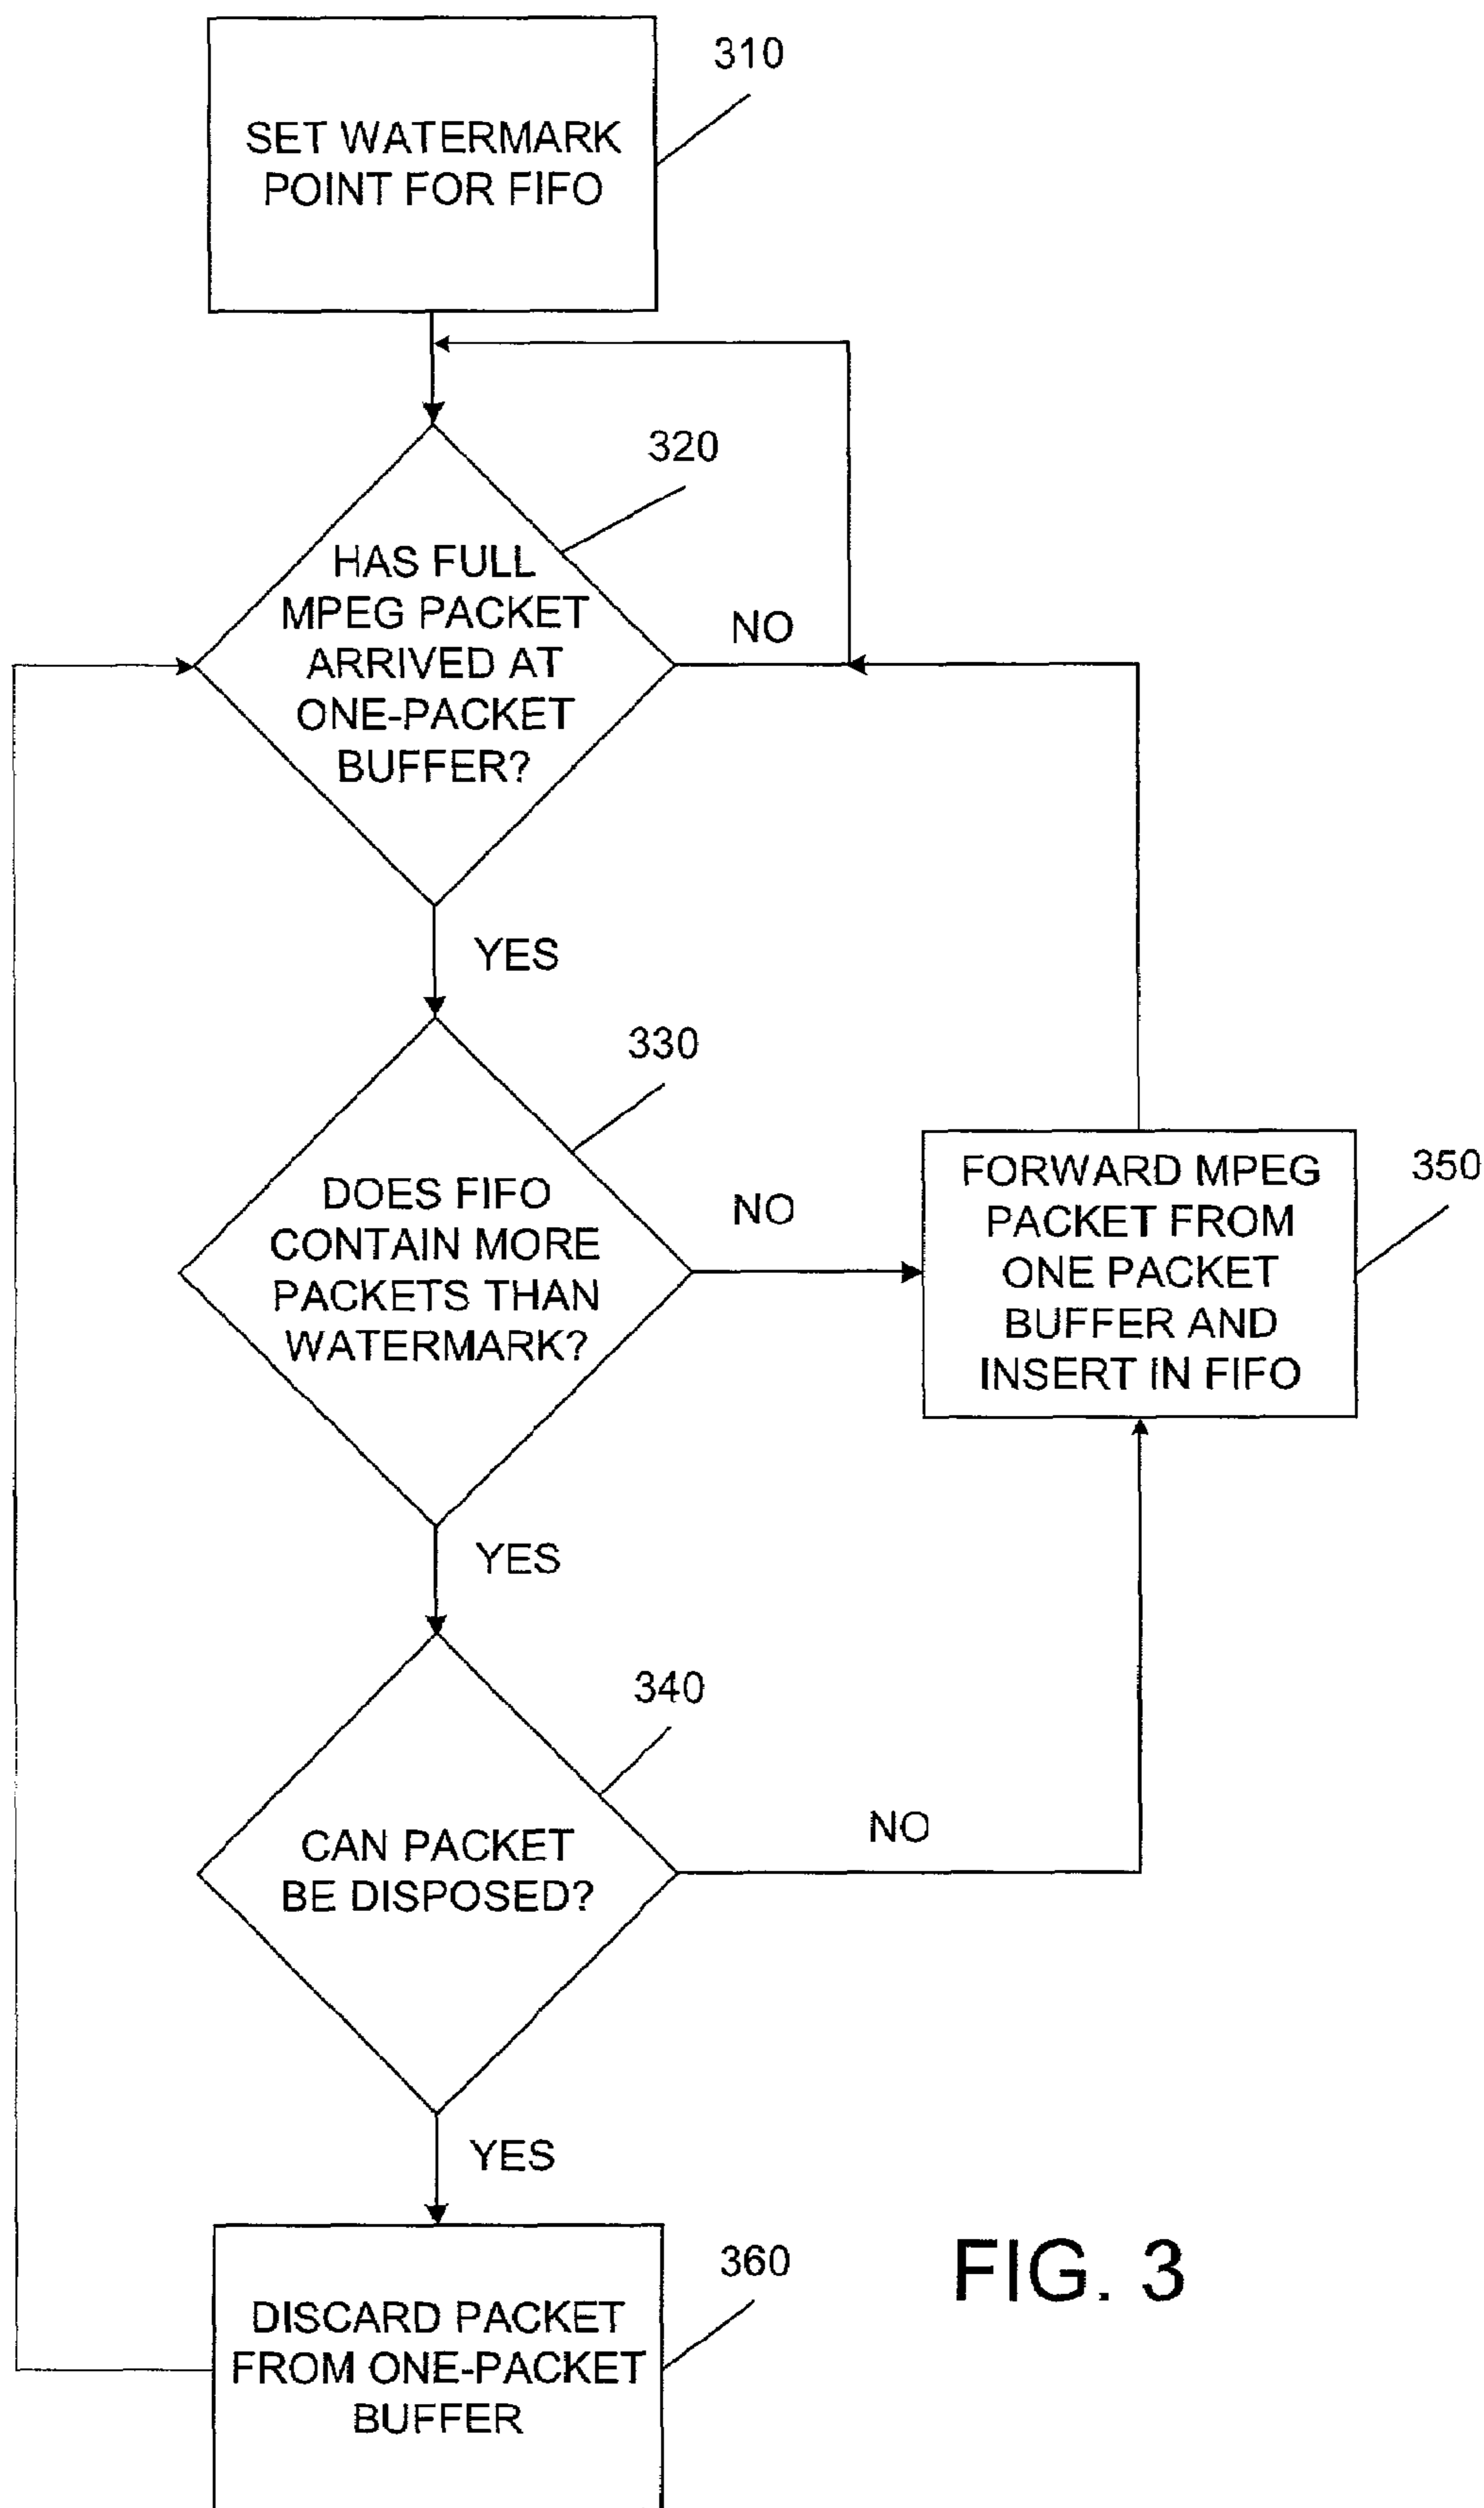 310
SET WATERMARK
POINT FOR FIFO
320
HAS FULL
MPEG PACKET
ARRIVED AT
ONE-PACKET
BUFFER?
NO
YES
330
DOES FIFO
CONTAIN MORE
PACKETS THAN
WATERMARK?
NO
350
FORWARD MPEG
PACKET FROM
ONE PACKET
BUFFER AND
INSERT IN FIFO
YES
340
CAN PACKET
BE DISPOSED?
NO
YES
360
DISCARD PACKET
FROM ONE-PACKET
BUFFER
FIG. 3